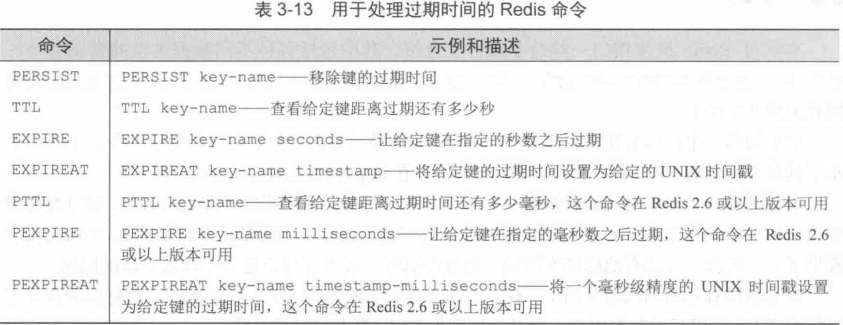 表 3-13 用于处理过期时间的 Redis 命令
命令 示例和描述
PERSIST PERSIST key-name——移除键的过期时间
TTL TTL key-name——查看给定键距离过期还有多少秒
EXPIRE EXPIRE key-name seconds——让给定键在指定的秒数之后过期
EXPIREAT EXPIREAT key-name timestamp——将给定键的过期时间设置为给定的 UNIX 时间戳
PTTL PTTL key-name——查看给定键距离过期时间还有多少毫秒，这个命令在 Redis 2.6 或以上版本可用
PEXPIRE PEXPIRE key-name milliseconds——让给定键在指定的毫秒数之后过期，这个命令在 Redis 2.6
或以上版本可用
PEXPIREAT PEXPIREAT key-name timestamp-milliseconds——将一个毫秒级精度的 UNIX 时间戳设置
为给定键的过期时间，这个命令在 Redis 2.6 或以上版本可用